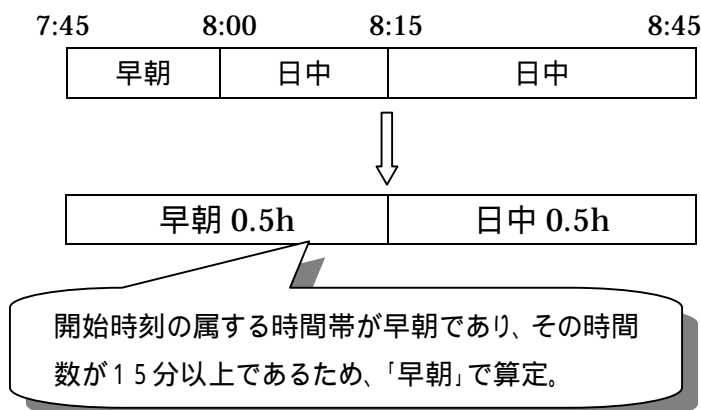 7:45 8:00 8:15 8:45
早朝 日中 日中
早朝 0.5h 日中 0.5h
開始時刻の属する時間帯が早朝であり、その時間
数が15分以上であるため、「早朝」で算定。